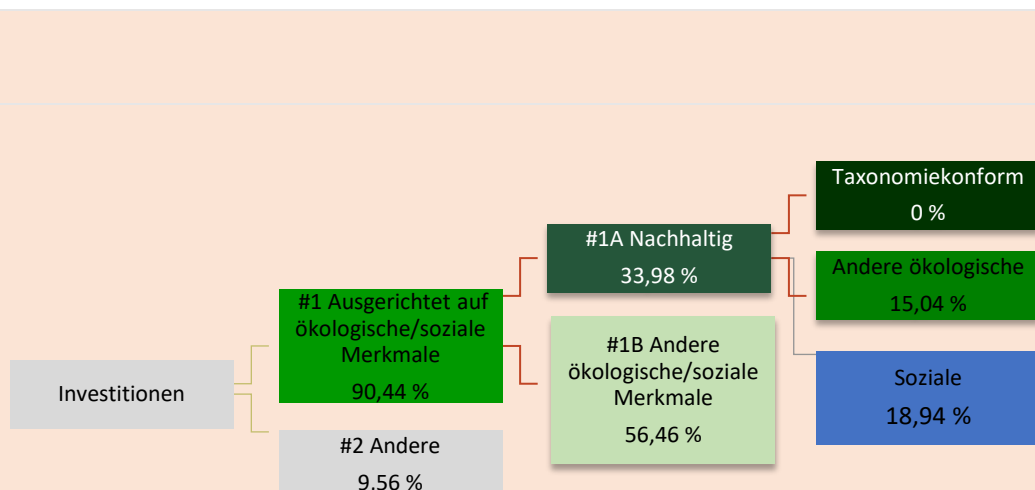 Investitionen
#1 Ausgerichtet auf
ökologische/soziale
Merkmale
90,44 %
#2 Andere
9,56 %
#1A Nachhaltig
33,98 %
#1B Andere
ökologische/soziale
Merkmale
56,46 %
Taxonomiekonform
0 %
Andere ökologische
15,04 %
Soziale
18,94 %